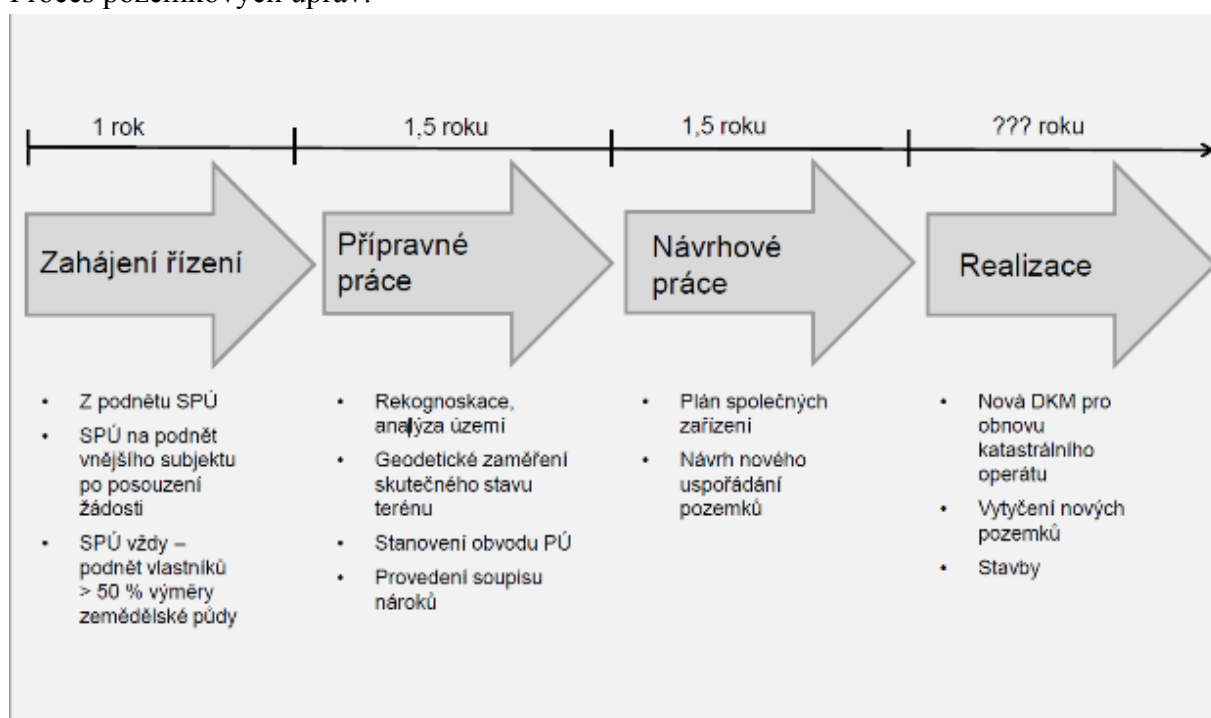 Proces pozemkových úprav:
1 rok
1,5 roku
1,5 roku
??? roku
Zahájení řízení
Přípravné
práce
Návrhové
práce
Realizace
• Z podnětu SPÚ
• SPÚ na podnět
vnějšího subjektu
po posouzení
žádosti
• SPÚ vždy –
podnět vlastníků
> 50 % výměry
zemědělské půdy
• Rekognoskace,
analýza území
• Geodetické zaměření
skutečného stavu
terénu
• Stanovení obvodu PÚ
• Provedení soupisu
nároků
• Plán společných
zařízení
• Návrh nového
uspořádání
pozemků
• Nová DKM pro
obnovu
katastrálního
operátu
• Vytyčení nových
pozemků
• Stavby